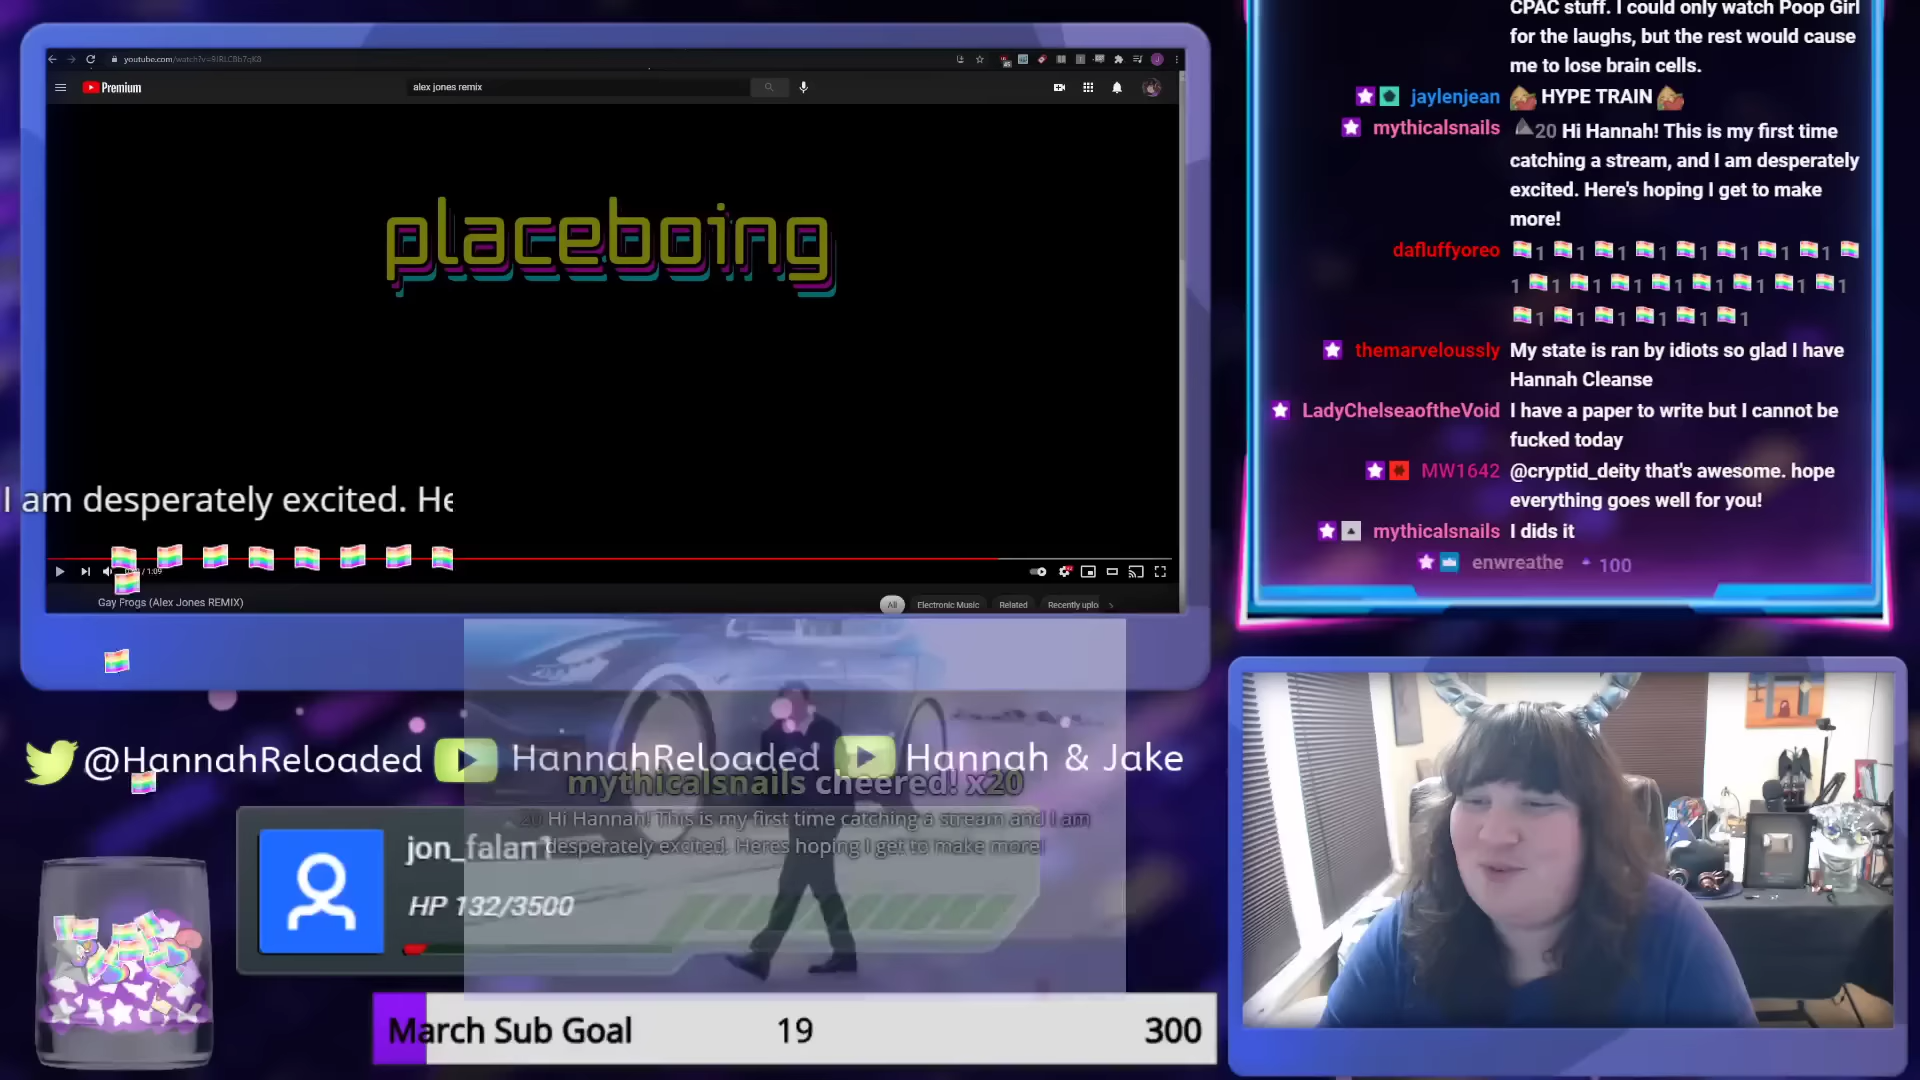 youtube.com/watch?v=9JRLCBb7qK8
Premium
alex jones remix
placeboing
I am desperately excited. He
/ 1:09
Gay Frogs (Alex Jones REMIX)
All
Electronic Music
Related
Recently uplo
CPAC stuff. I could only watch Poop Girl
for the laughs, but the rest would cause
me to lose brain cells.
jaylenjean HYPE TRAIN
mythicalsnails 20 Hi Hannah! This is my first time
catching a stream, and I am desperately
excited. Here's hoping I get to make
more!
dafluffyoreo 1 1 1 1 1 1 1 1
1 1 1 1 1 1 1 1 1
1 1 1 1 1 1
themarveloussly My state is ran by idiots so glad I have
Hannah Cleanse
LadyChelseaoftheVoid I have a paper to write but I cannot be
fucked today
MW1642 @cryptid_deity that's awesome. hope
everything goes well for you!
mythicalsnails I dids it
enwreathe 100
@HannahReloaded HannahReloaded Hannah & Jake
mythicalsnails cheered! x20
20 Hi Hannah! This is my first time catching a stream and I am
desperately excited. Heres hoping I get to make more!
jon_falan
HP 132/3500
March Sub Goal 19 300